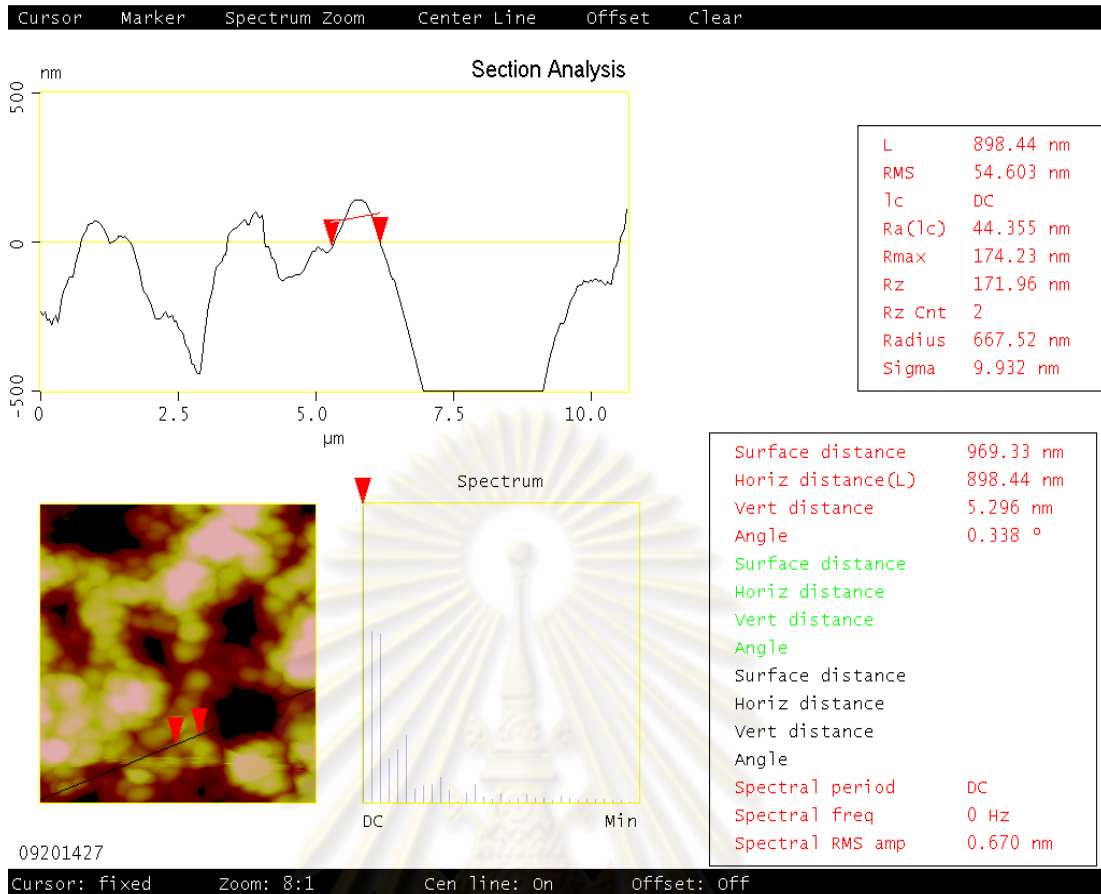 Cursor Marker Spectrum Zoom Center Line Offset Clear
Section Analysis
nm
500
0
-500
0 2.5 5.0 7.5 10.0
µm
L 898.44 nm
RMS 54.603 nm
lc DC
Ra(lc) 44.355 nm
Rmax 174.23 nm
Rz 171.96 nm
Rz Cnt 2
Radius 667.52 nm
Sigma 9.932 nm
Spectrum
DC Min
Surface distance 969.33 nm
Horiz distance(L) 898.44 nm
Vert distance 5.296 nm
Angle 0.338 °
Surface distance
Horiz distance
Vert distance
Angle
Surface distance
Horiz distance
Vert distance
Angle
Spectral period DC
Spectral freq 0 Hz
Spectral RMS amp 0.670 nm
09201427
Cursor: fixed Zoom: 8:1 Cen line: On Offset: Off